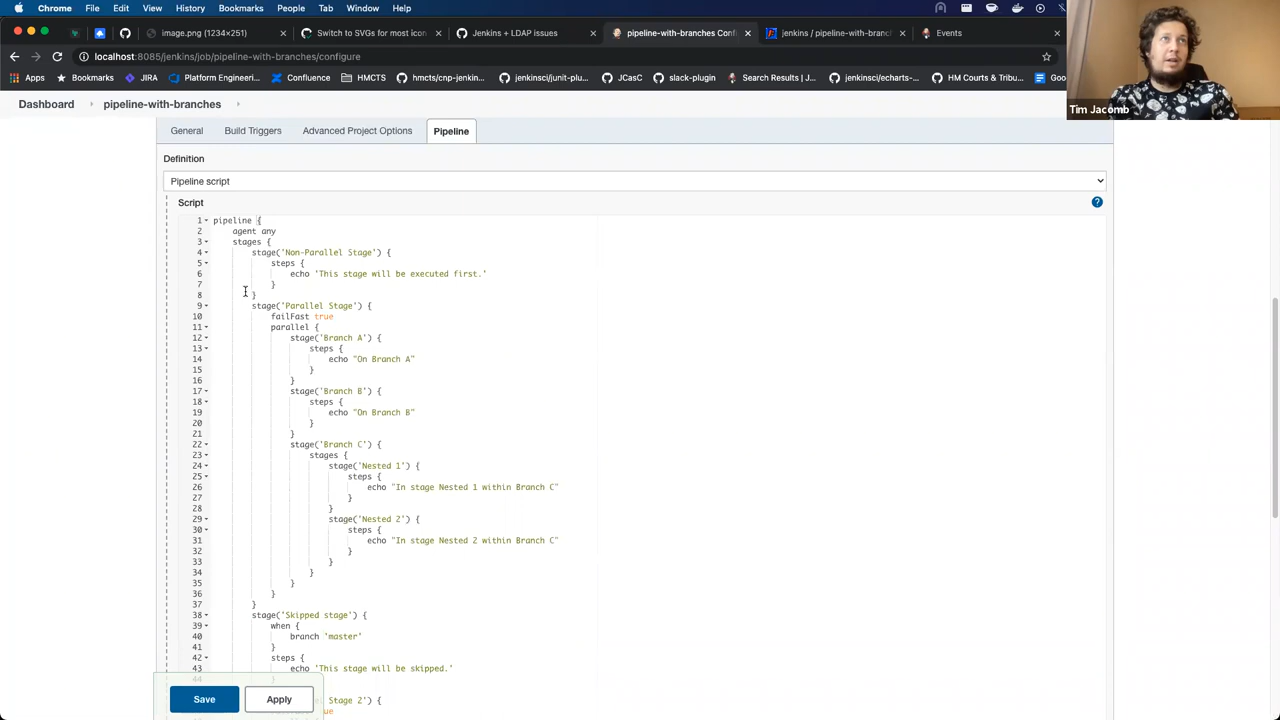 Chrome File Edit View History Bookmarks People Tab Window Help
image.png (1234×251)
Switch to SVGs for most icon
Jenkins + LDAP issues
pipeline-with-branches Confi
jenkins / pipeline-with-branc
Events
localhost:8085/jenkins/job/pipeline-with-branches/configure
Apps Bookmarks JIRA Platform Engineering... Confluence HMCTS hmcts/cnp-jenkin... jenkinsci/junit-plu... JCasC slack-plugin Search Results | J... jenkinsci/echarts-... HM Courts & Tribu... Goo
Tim Jacomb
Dashboard pipeline-with-branches
General Build Triggers Advanced Project Options Pipeline
Definition
Pipeline script
Script
1 pipeline {
2 agent any
3 stages {
4 stage('Non-Parallel Stage') {
5 steps {
6 echo 'This stage will be executed first.'
7 }
8 }
9 stage('Parallel Stage') {
10 failFast true
11 parallel {
12 stage('Branch A') {
13 steps {
14 echo "On Branch A"
15 }
16 }
17 stage('Branch B') {
18 steps {
19 echo "On Branch B"
20 }
21 }
22 stage('Branch C') {
23 stages {
24 stage('Nested 1') {
25 steps {
26 echo "In stage Nested 1 within Branch C"
27 }
28 }
29 stage('Nested 2') {
30 steps {
31 echo "In stage Nested 2 within Branch C"
32 }
33 }
34 }
35 }
36 }
37 }
38 stage('Skipped stage') {
39 when {
40 branch 'master'
41 }
42 steps {
43 echo 'This stage will be skipped.'
44 }
Stage 2') {
Save Apply